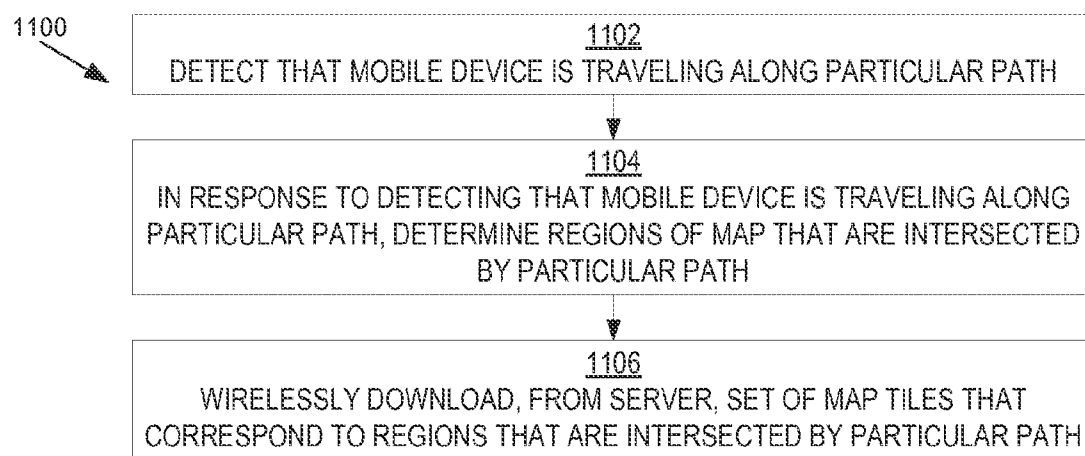 1100
1102
DETECT THAT MOBILE DEVICE IS TRAVELING ALONG PARTICULAR PATH
1104
IN RESPONSE TO DETECTING THAT MOBILE DEVICE IS TRAVELING ALONG
PARTICULAR PATH, DETERMINE REGIONS OF MAP THAT ARE INTERSECTED
BY PARTICULAR PATH
1106
WIRELESSLY DOWNLOAD, FROM SERVER, SET OF MAP TILES THAT
CORRESPOND TO REGIONS THAT ARE INTERSECTED BY PARTICULAR PATH